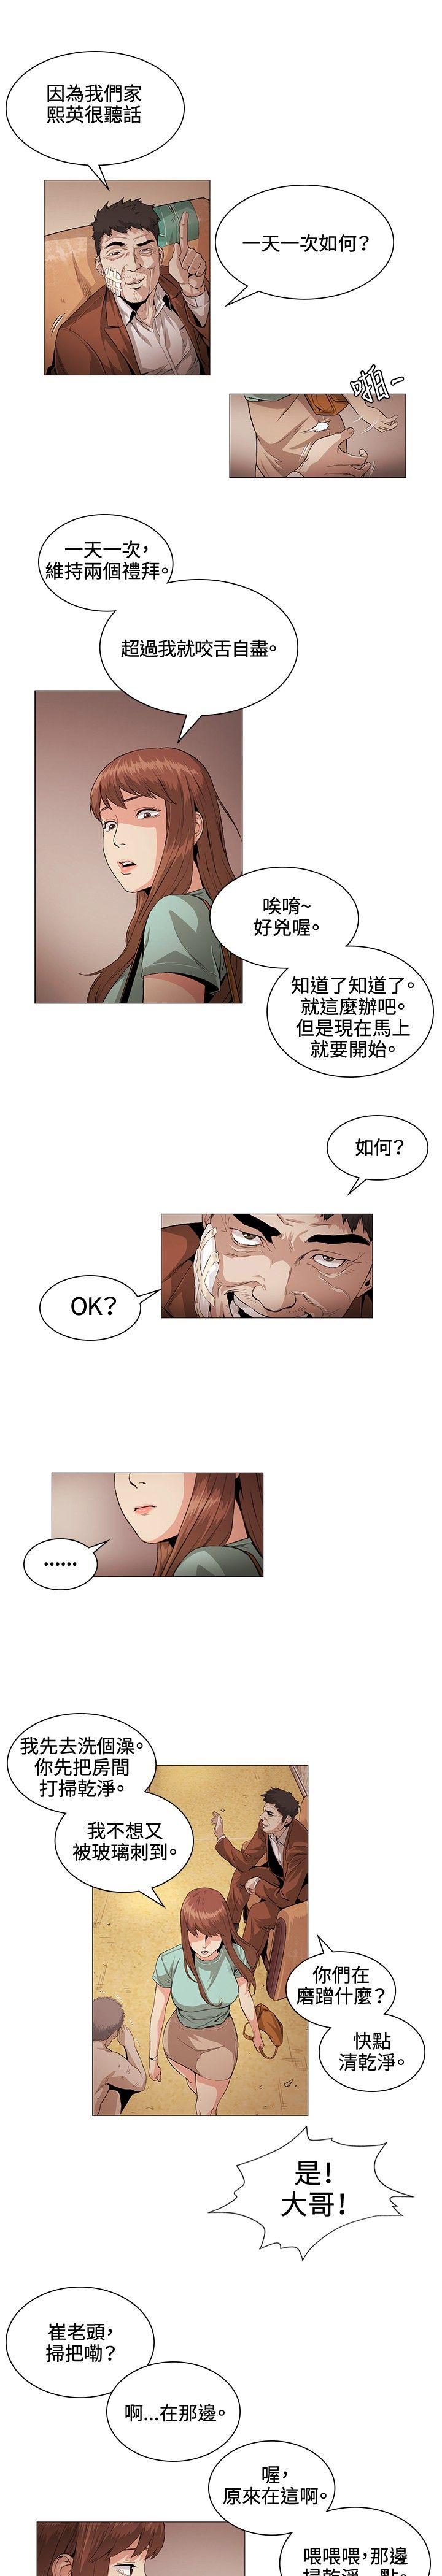 因為我們家
熙英很聽話
一天一次如何？
啪-
一天一次，
維持兩個禮拜。
超過我就咬舌自盡。
唉唷~
好兇喔。
知道了知道了。
就這麼辦吧。
但是現在馬上
就要開始。
如何？
OK？
……
我先去洗個澡。
你先把房間
打掃乾淨。
我不想又
被玻璃刺到。
你們在
磨蹭什麼？
快點
清乾淨。
是！
大哥！
崔老頭，
掃把嘞？
啊...在那邊。
喔，
原來在這啊。
喂喂喂，那邊